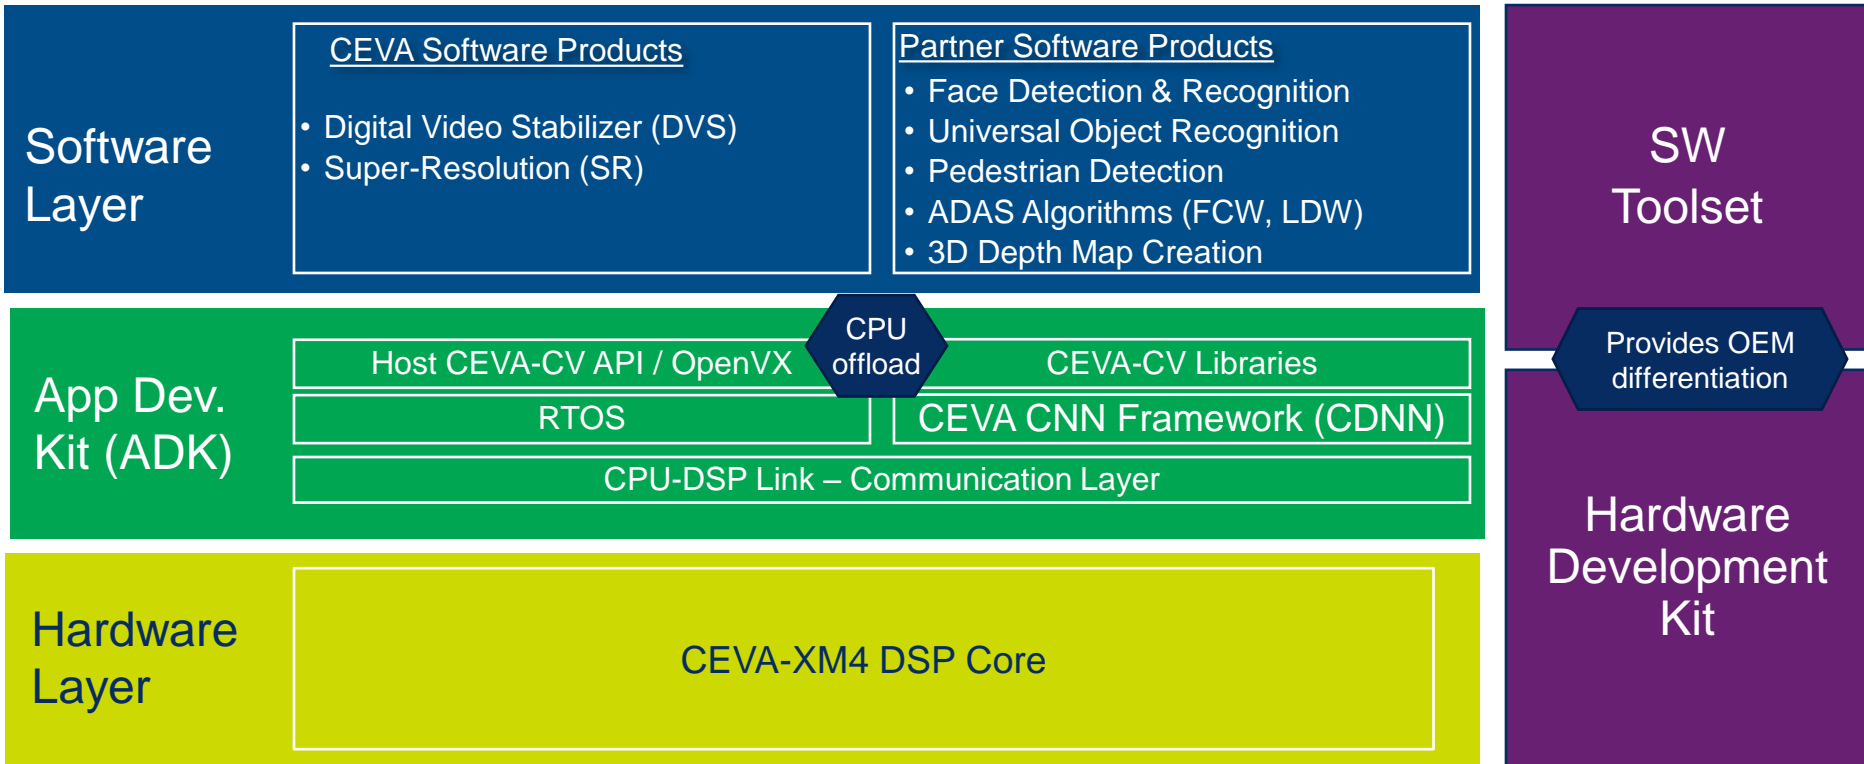 Software
Layer
CEVA Software Products
• Digital Video Stabilizer (DVS)
• Super-Resolution (SR)
Partner Software Products
• Face Detection & Recognition
• Universal Object Recognition
• Pedestrian Detection
• ADAS Algorithms (FCW, LDW)
• 3D Depth Map Creation
App Dev.
Kit (ADK)
Host CEVA-CV API / OpenVX
CPU
offload
CEVA-CV Libraries
RTOS
CEVA CNN Framework (CDNN)
CPU-DSP Link – Communication Layer
Hardware
Layer
CEVA-XM4 DSP Core
SW
Toolset
Provides OEM
differentiation
Hardware
Development
Kit